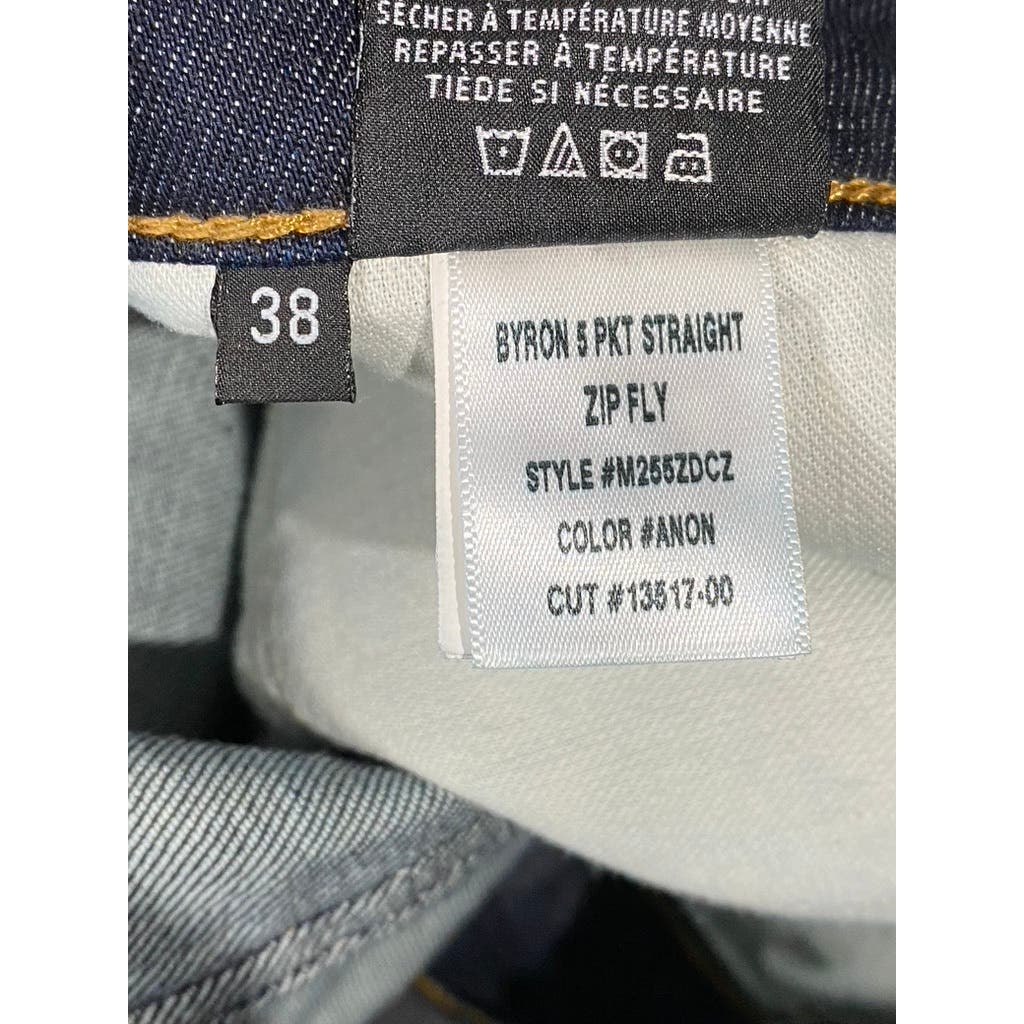 SÉCHER À TEMPÉRATURE MOYENNE
REPASSER À TEMPÉRATURE
TIÈDE SI NÉCESSAIRE
38
BYRON 5 PKT STRAIGHT
ZIP FLY
STYLE #M255ZDCZ
COLOR #ANON
CUT #13517-00